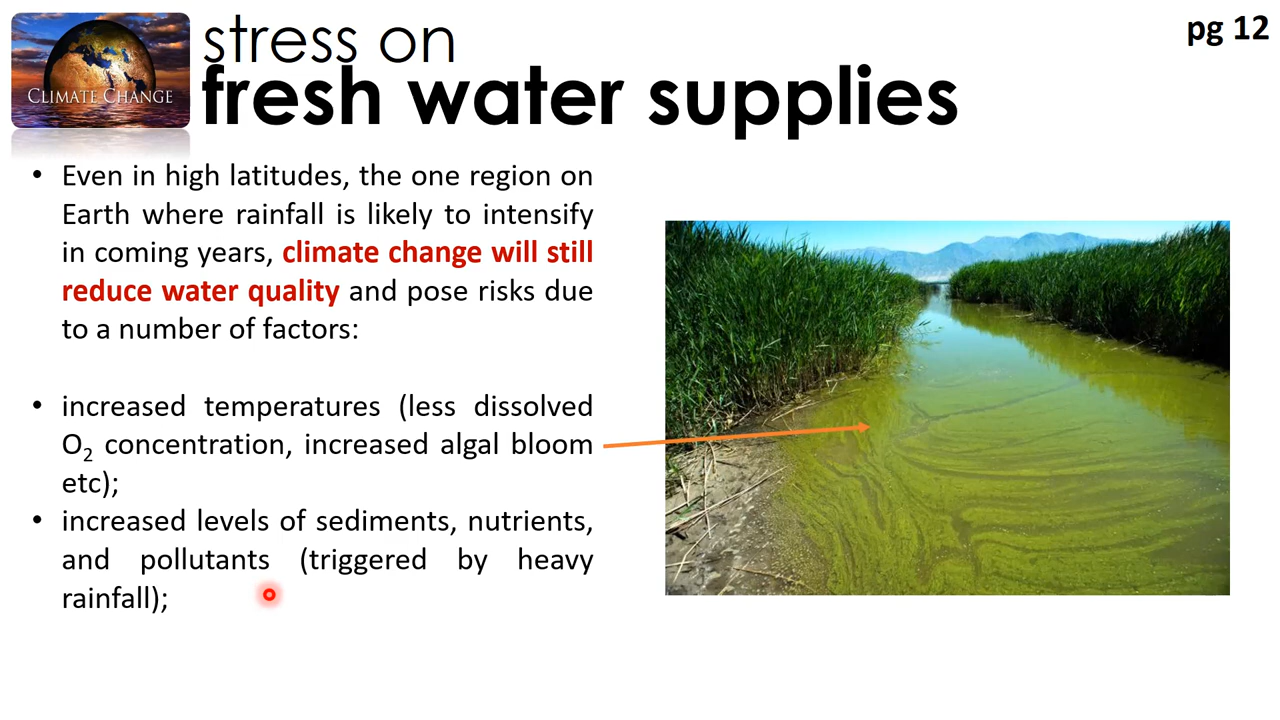 pg 12
stress on
CLIMATE CHANGE
fresh water supplies
• Even in high latitudes, the one region on
Earth where rainfall is likely to intensify
in coming years, climate change will still
reduce water quality and pose risks due
to a number of factors:
• increased temperatures (less dissolved
O₂ concentration, increased algal bloom
etc);
• increased levels of sediments, nutrients,
and pollutants (triggered by heavy
rainfall);